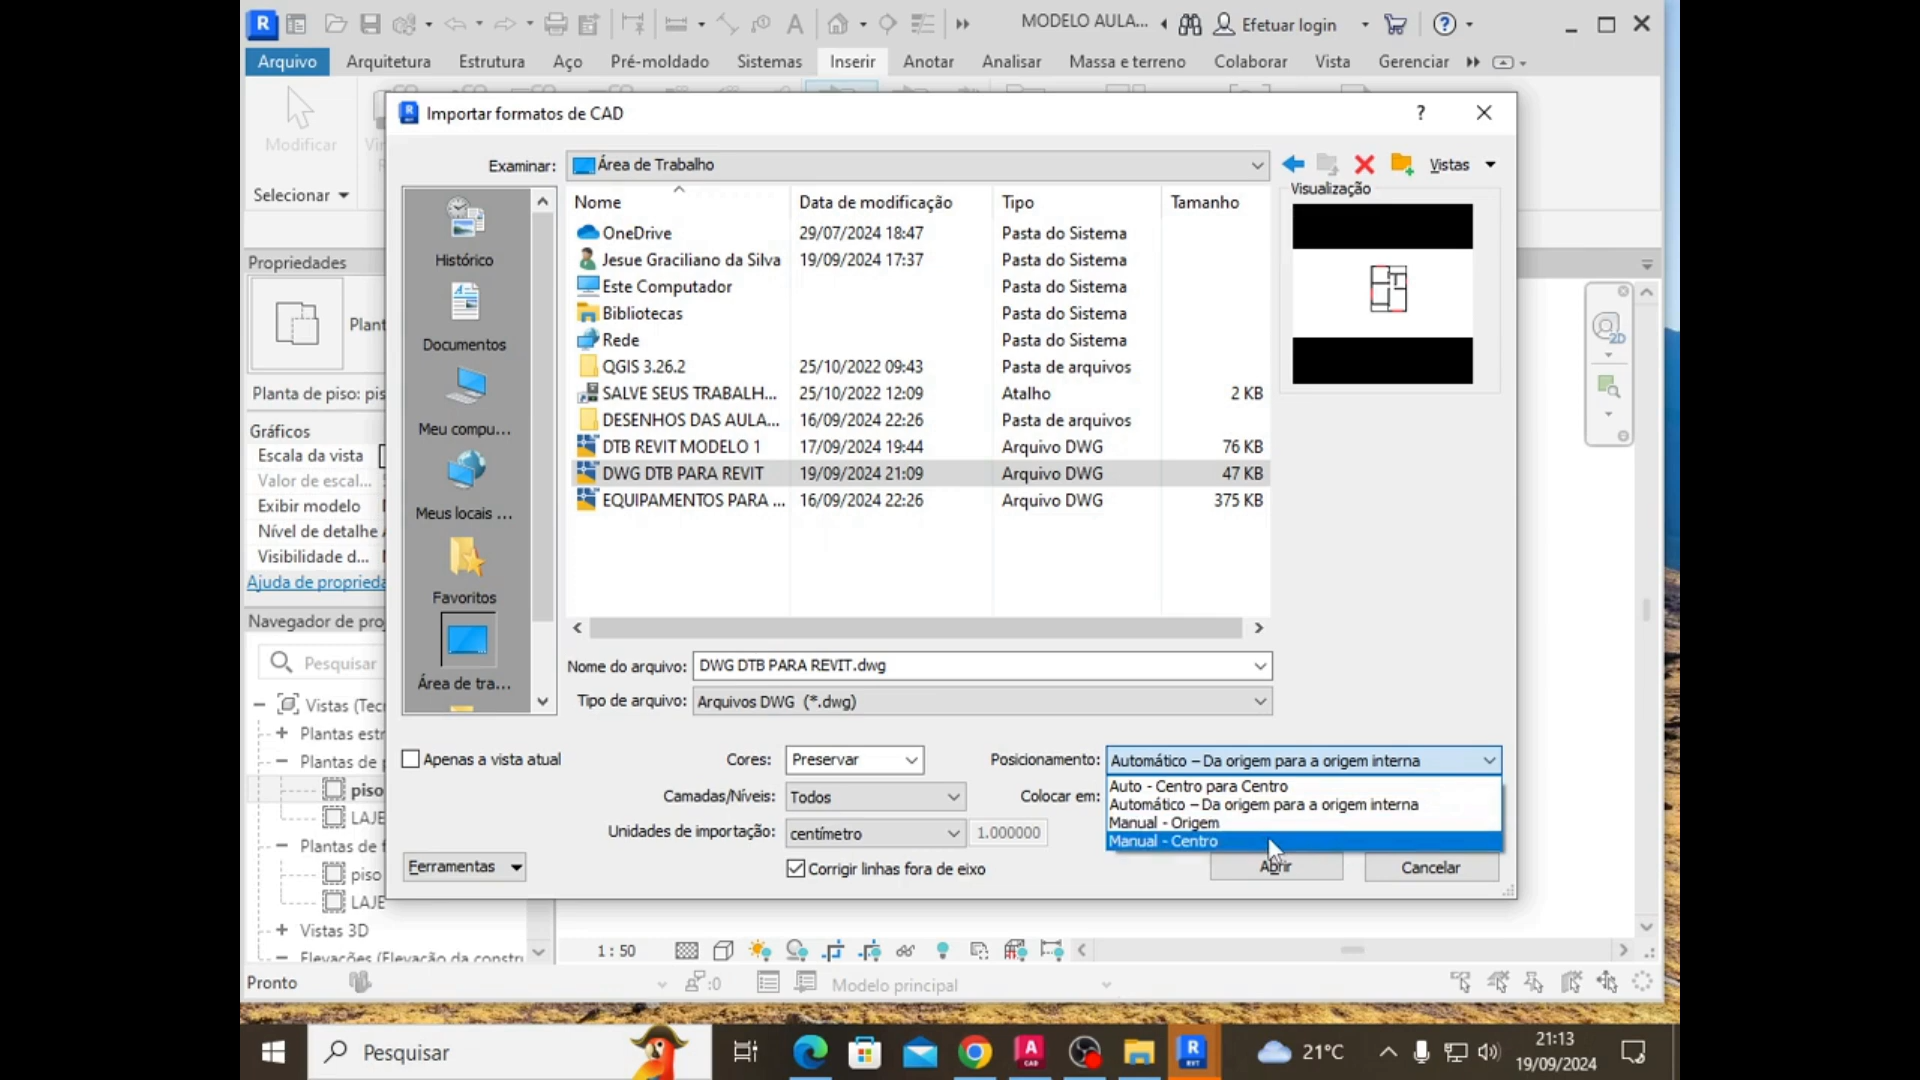 MODELO AULA...
Efetuar login
Arquivo
Arquitetura
Estrutura
Aço
Pré-moldado
Sistemas
Inserir
Anotar
Analisar
Massa e terreno
Colaborar
Vista
Gerenciar
Modificar
Selecionar
Importar formatos de CAD
Examinar: Área de Trabalho
Vistas
Histórico
Documentos
Meu compu...
Meus locais ...
Favoritos
Área de tra...
Nome Data de modificação Tipo Tamanho
OneDrive 29/07/2024 18:47 Pasta do Sistema
Jesue Graciliano da Silva 19/09/2024 17:37 Pasta do Sistema
Este Computador Pasta do Sistema
Bibliotecas Pasta do Sistema
Rede Pasta do Sistema
QGIS 3.26.2 25/10/2022 09:43 Pasta de arquivos
SALVE SEUS TRABALH... 25/10/2022 12:09 Atalho 2 KB
DESENHOS DAS AULA... 16/09/2024 22:26 Pasta de arquivos
DTB REVIT MODELO 1 17/09/2024 19:44 Arquivo DWG 76 KB
DWG DTB PARA REVIT 19/09/2024 21:09 Arquivo DWG 47 KB
EQUIPAMENTOS PARA ... 16/09/2024 22:26 Arquivo DWG 375 KB
Visualização
Nome do arquivo: DWG DTB PARA REVIT.dwg
Tipo de arquivo: Arquivos DWG (*.dwg)
Apenas a vista atual
Cores: Preservar
Camadas/Níveis: Todos
Unidades de importação: centímetro 1.000000
Corrigir linhas fora de eixo
Posicionamento: Automático – Da origem para a origem interna
Colocar em:
Auto - Centro para Centro
Automático – Da origem para a origem interna
Manual - Origem
Manual - Centro
Ferramentas
Abrir
Cancelar
Propriedades
Plant
Planta de piso: pis
Gráficos
Escala da vista
Valor de escal...
Exibir modelo
Nível de detalhe
Visibilidade d...
Ajuda de proprieda
Navegador de proj
Pesquisar
Vistas (Tec
Plantas estr
Plantas de
piso
LAJE
Plantas de f
piso
LAJE
Vistas 3D
Elevações (Elevação da constru
2D
1 : 50
Pronto
:0
Modelo principal
Pesquisar
21°C
21:13
19/09/2024